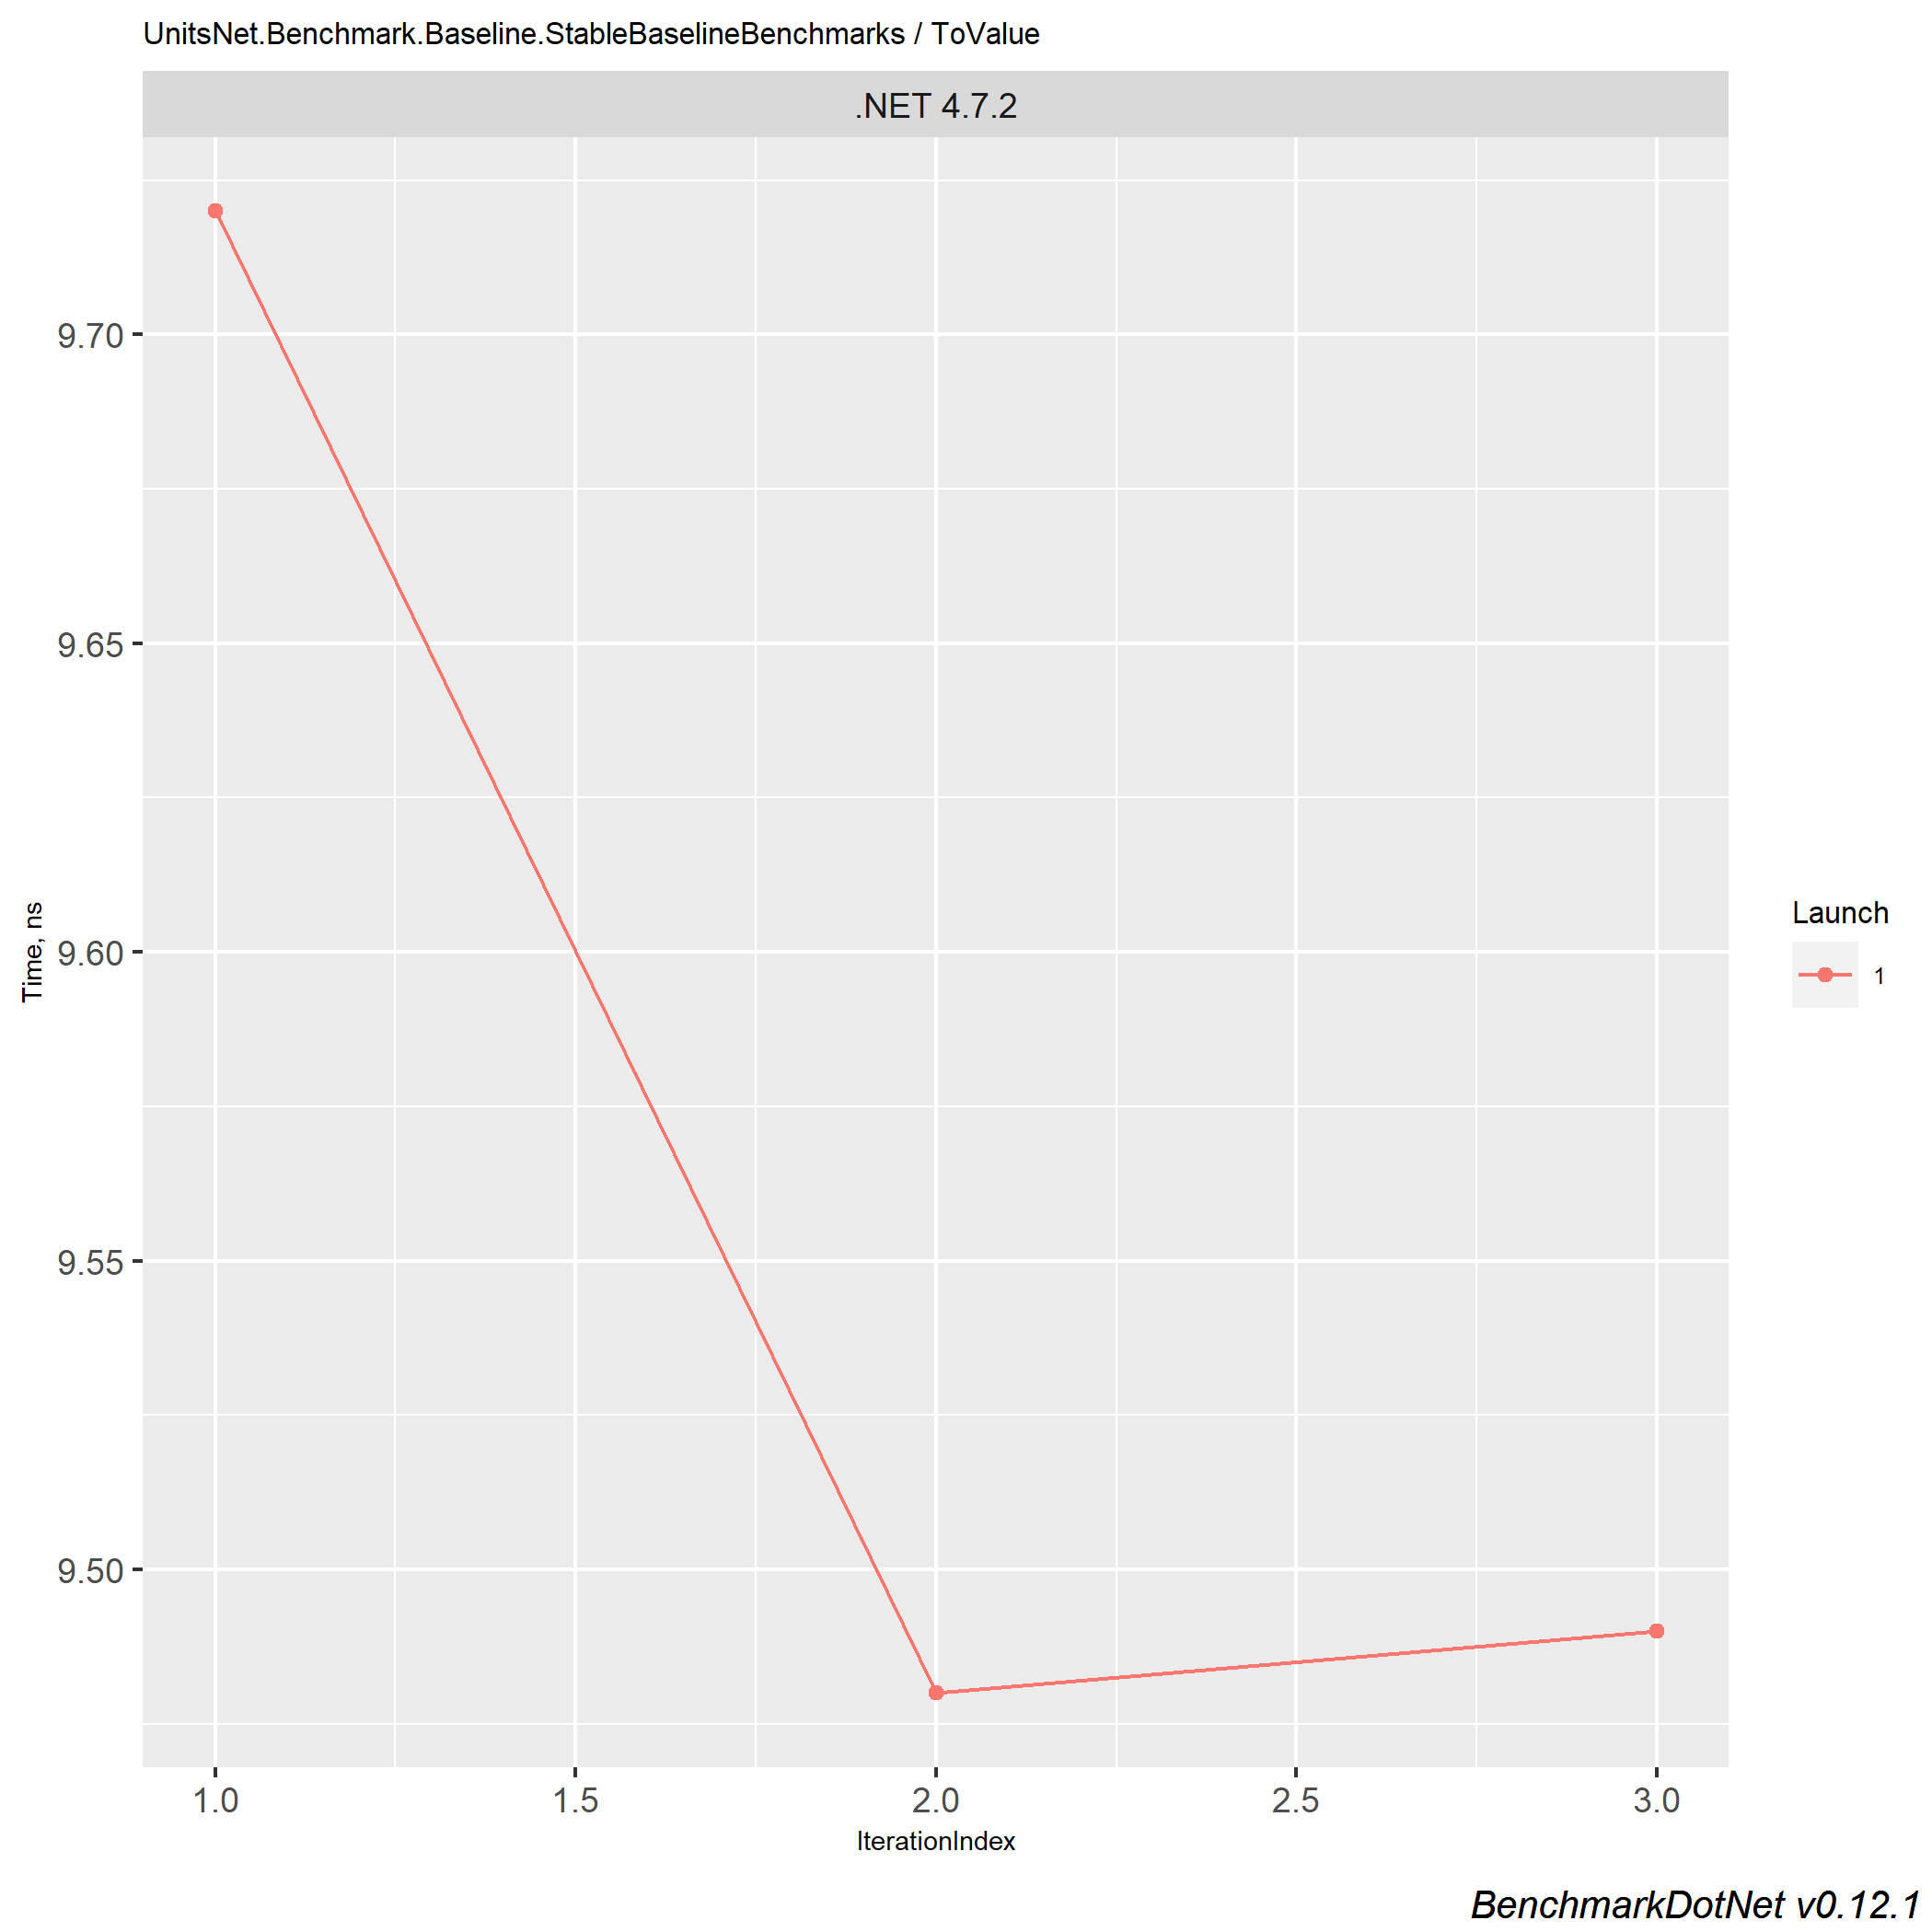 UnitsNet.Benchmark.Baseline.StableBaselineBenchmarks / ToValue
.NET 4.7.2
9.70
9.65
9.60
9.55
9.50
Time, ns
1.0 1.5 2.0 2.5 3.0
IterationIndex
Launch
1
BenchmarkDotNet v0.12.1